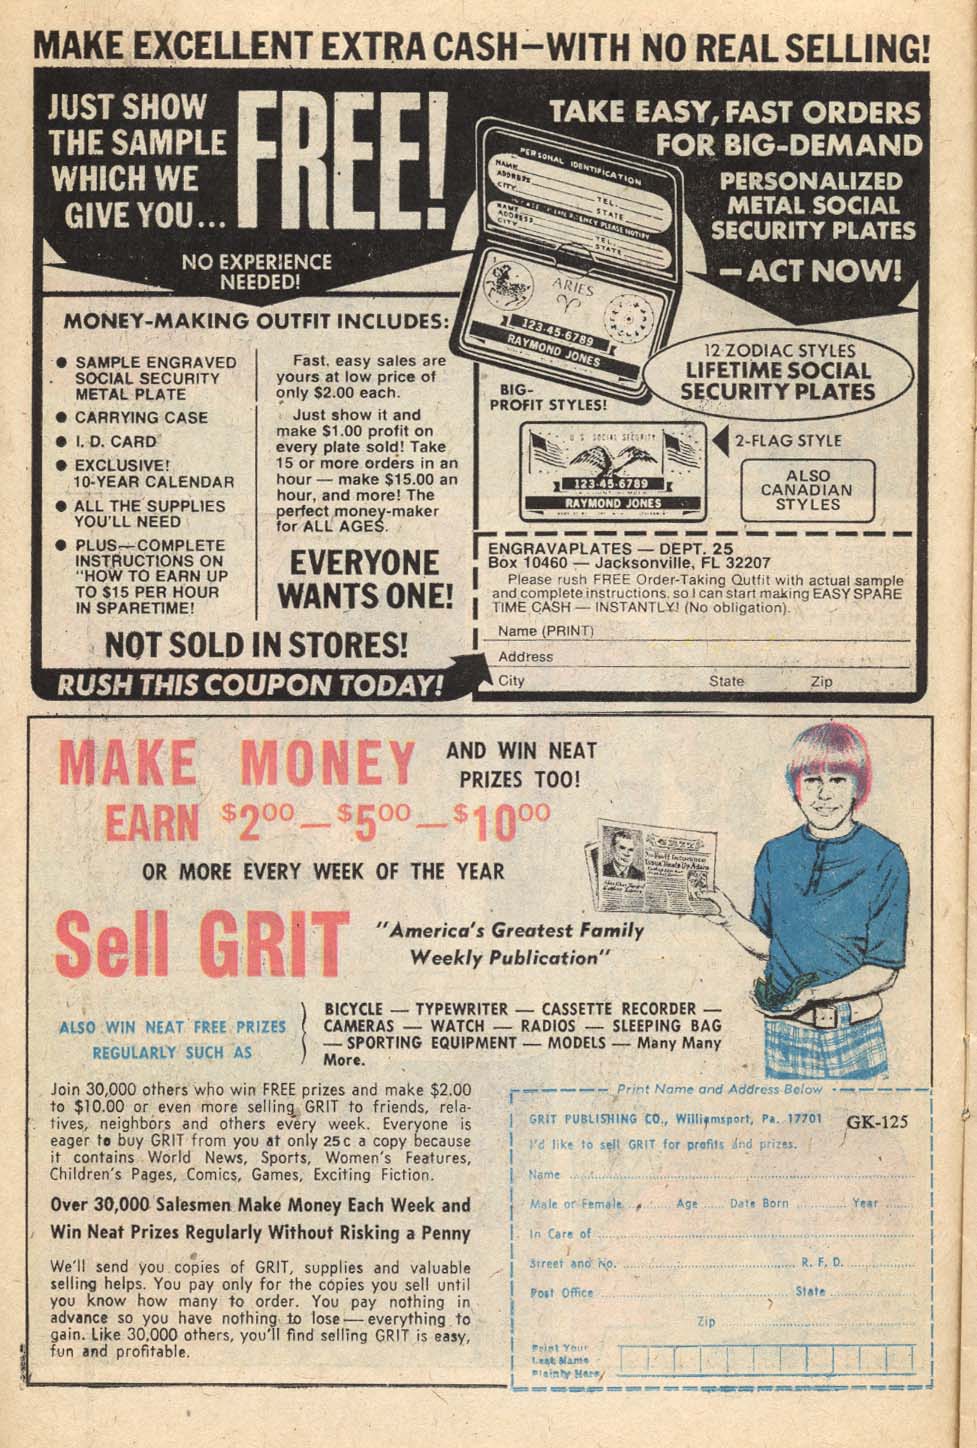 MAKE EXCELLENT EXTRA CASH—WITH NO REAL SELLING!
JUST SHOW
THE SAMPLE
WHICH WE
GIVE YOU...
FREE!
NO EXPERIENCE
NEEDED!
TAKE EASY, FAST ORDERS
FOR BIG-DEMAND
PERSONALIZED
METAL SOCIAL
SECURITY PLATES
—ACT NOW!
PERSONAL IDENTIFICATION
NAME
ADDRESS
CITY
TEL.
STATE
IN CASE OF EMERGENCY PLEASE NOTIFY
NAME
ADDRESS
CITY
TEL.
STATE
ARIES
123-45-6789
RAYMOND JONES
MONEY-MAKING OUTFIT INCLUDES:
● SAMPLE ENGRAVED
SOCIAL SECURITY
METAL PLATE
● CARRYING CASE
● I. D. CARD
● EXCLUSIVE!
10-YEAR CALENDAR
● ALL THE SUPPLIES
YOU'LL NEED
● PLUS—COMPLETE
INSTRUCTIONS ON
"HOW TO EARN UP
TO $15 PER HOUR
IN SPARETIME!
Fast, easy sales are
yours at low price of
only $2.00 each.
Just show it and
make $1.00 profit on
every plate sold! Take
15 or more orders in an
hour — make $15.00 an
hour, and more! The
perfect money-maker
for ALL AGES.
EVERYONE
WANTS ONE!
NOT SOLD IN STORES!
RUSH THIS COUPON TODAY!
12 ZODIAC STYLES
LIFETIME SOCIAL
SECURITY PLATES
BIG-
PROFIT STYLES!
U. S. SOCIAL SECURITY
123-45-6789
RAYMOND JONES
2-FLAG STYLE
ALSO
CANADIAN
STYLES
ENGRAVAPLATES — DEPT. 25
Box 10460 — Jacksonville, FL 32207
Please rush FREE Order-Taking Outfit with actual sample
and complete instructions, so I can start making EASY SPARE
TIME CASH — INSTANTLY! (No obligation).
Name (PRINT)
Address
City State Zip
MAKE MONEY
AND WIN NEAT
PRIZES TOO!
EARN $2.00—$5.00—$10.00
OR MORE EVERY WEEK OF THE YEAR
Sell GRIT
"America's Greatest Family
Weekly Publication"
ALSO WIN NEAT FREE PRIZES
REGULARLY SUCH AS
BICYCLE — TYPEWRITER — CASSETTE RECORDER —
CAMERAS — WATCH — RADIOS — SLEEPING BAG
— SPORTING EQUIPMENT — MODELS — Many Many
More.
Join 30,000 others who win FREE prizes and make $2.00
to $10.00 or even more selling GRIT to friends, rela-
tives, neighbors and others every week. Everyone is
eager to buy GRIT from you at only 25c a copy because
it contains World News, Sports, Women's Features,
Children's Pages, Comics, Games, Exciting Fiction.
Over 30,000 Salesmen Make Money Each Week and
Win Neat Prizes Regularly Without Risking a Penny
We'll send you copies of GRIT, supplies and valuable
selling helps. You pay only for the copies you sell until
you know how many to order. You pay nothing in
advance so you have nothing to lose — everything to
gain. Like 30,000 others, you'll find selling GRIT is easy,
fun and profitable.
Print Name and Address Below
GRIT PUBLISHING CO., Williamsport, Pa. 17701 GK-125
I'd like to sell GRIT for profits and prizes.
Name
Male or Female Age Date Born Year
In Care of
Street and No. R. F. D.
Post Office State
Zip
Print Your
Last Name
Plainly Here